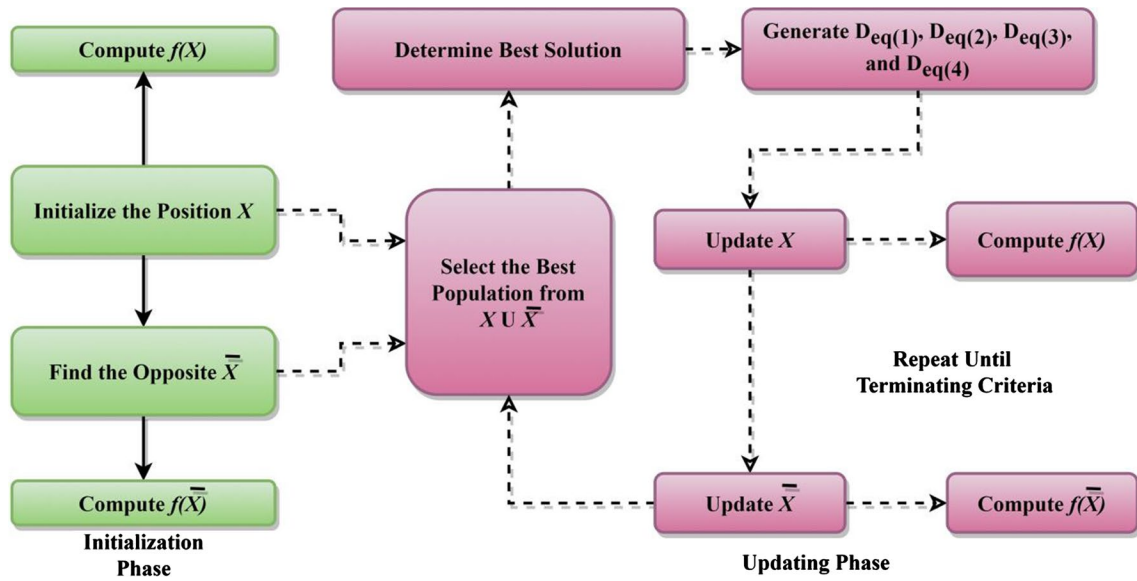 Compute f(X)
Initialize the Position X
Find the Opposite X̿
Compute f(X̿)
Initialization
Phase
Determine Best Solution
Generate Deq(1), Deq(2), Deq(3),
and Deq(4)
Select the Best
Population from
X U X̿
Update X
Compute f(X)
Repeat Until
Terminating Criteria
Update X̿
Compute f(X̿)
Updating Phase